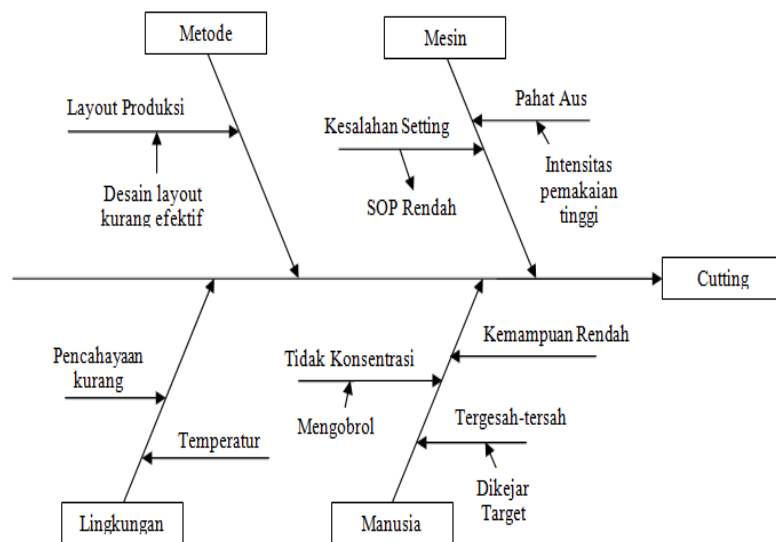 Metode
Mesin
Layout Produksi
Pahat Aus
Kesalahan Setting
Desain layout
kurang efektif
Intensitas
pemakaian
tinggi
SOP Rendah
Cutting
Kemampuan Rendah
Pencahayaan
kurang
Tidak Konsentrasi
Mengobrol
Tergesah-tersah
Temperatur
Dikejar
Target
Lingkungan
Manusia